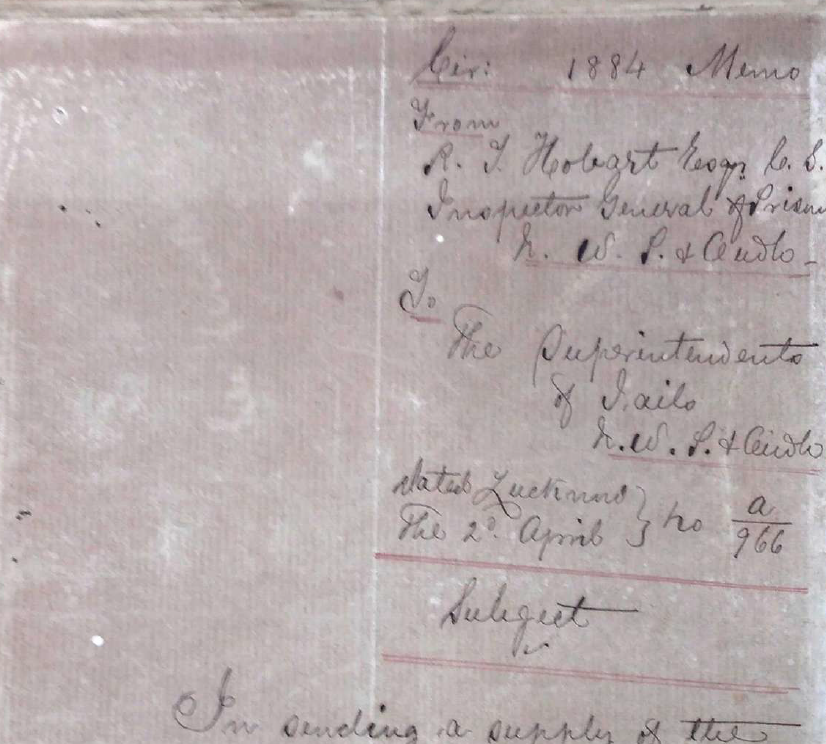 Cir: 1884 Memo
From
R. T. Hobart Esqr. C. S.
Inspector General of Prison
N. W. P. & Oudh
To
The Superintendents
of Jails
N. W. P. & Oudh
dated Lucknow
The 2d. April } No a/966
Subject
In sending a supply of the